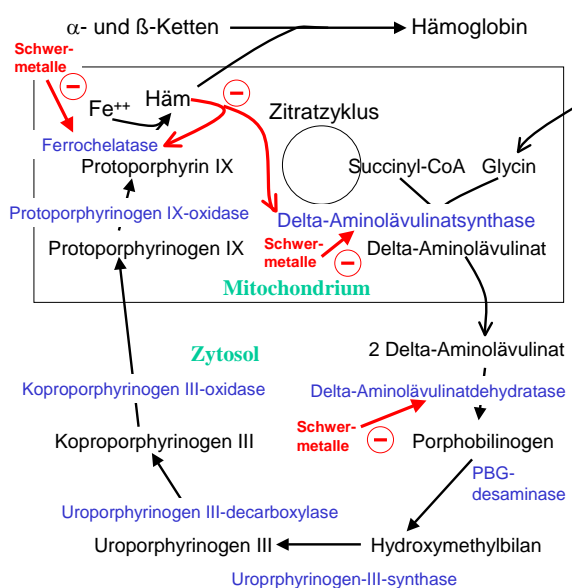 α- und ß-Ketten
Hämoglobin
Schwer-
metalle
−
Fe++
Häm
−
Zitratzyklus
Ferrochelatase
Protoporphyrin IX
Succinyl-CoA
Glycin
Protoporphyrinogen IX-oxidase
Delta-Aminolävulinatsynthase
Protoporphyrinogen IX
Schwer-
metalle
−
Delta-Aminolävulinat
Mitochondrium
Zytosol
2 Delta-Aminolävulinat
Koproporphyrinogen III-oxidase
Delta-Aminolävulinatdehydratase
Schwer-
metalle
−
Koproporphyrinogen III
Porphobilinogen
PBG-
desaminase
Uroporphyrinogen III-decarboxylase
Uroporphyrinogen III
Hydroxymethylbilan
Uroprphyrinogen-III-synthase